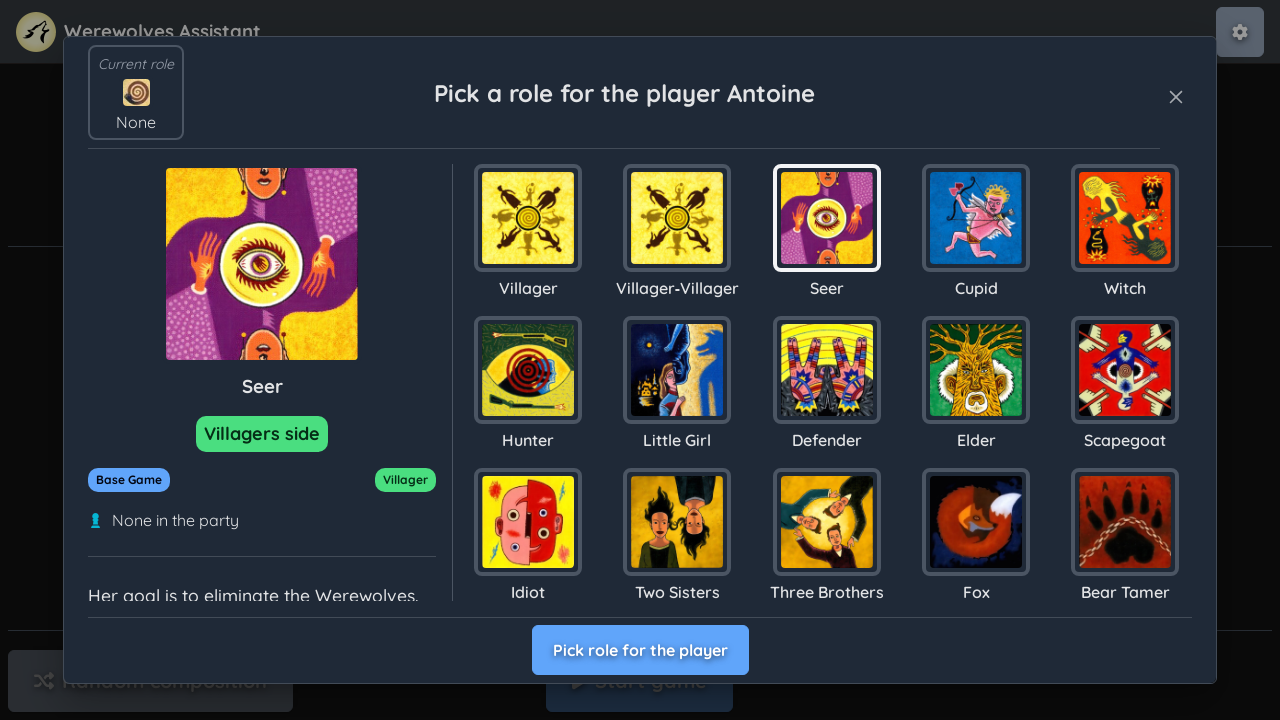 Werewolves Assistant
Current role
None
Pick a role for the player Antoine
Seer
Villagers side
Base Game
Villager
None in the party
Her goal is to eliminate the Werewolves.
Villager
Villager-Villager
Seer
Cupid
Witch
Hunter
Little Girl
Defender
Elder
Scapegoat
Idiot
Two Sisters
Three Brothers
Fox
Bear Tamer
Pick role for the player
Random composition
Start game